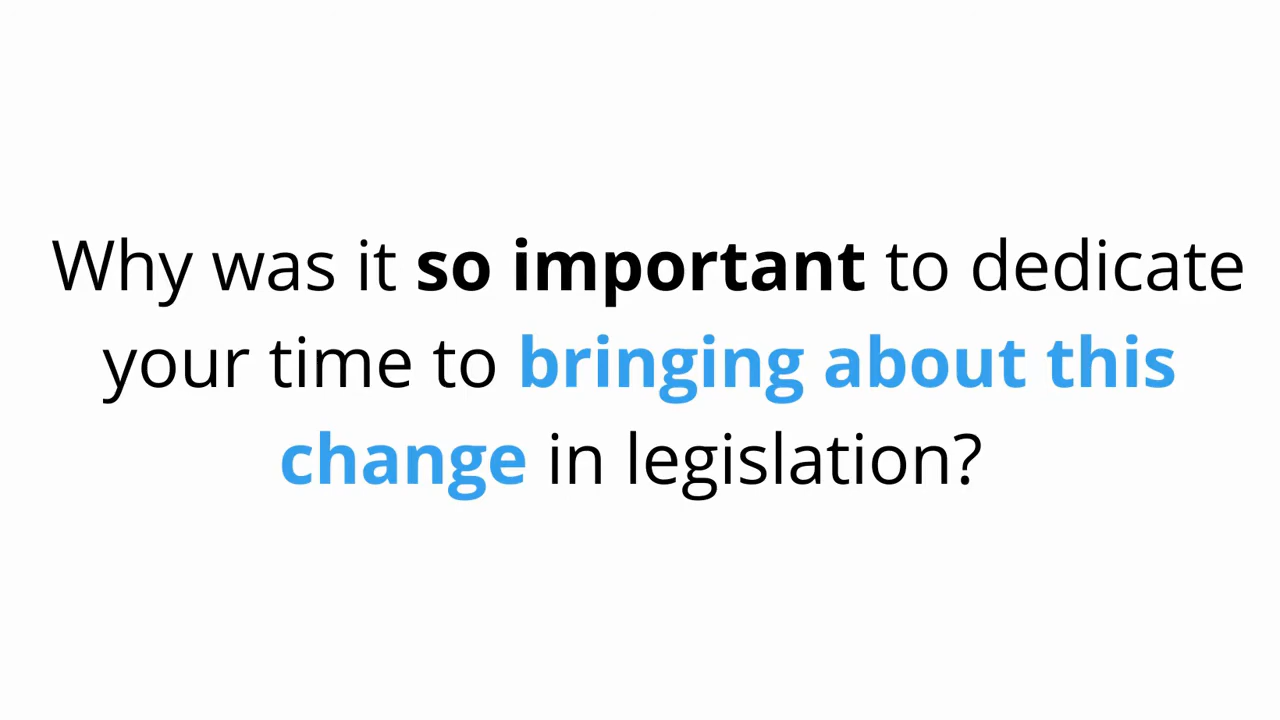 Why was it so important to dedicate
your time to bringing about this
change in legislation?